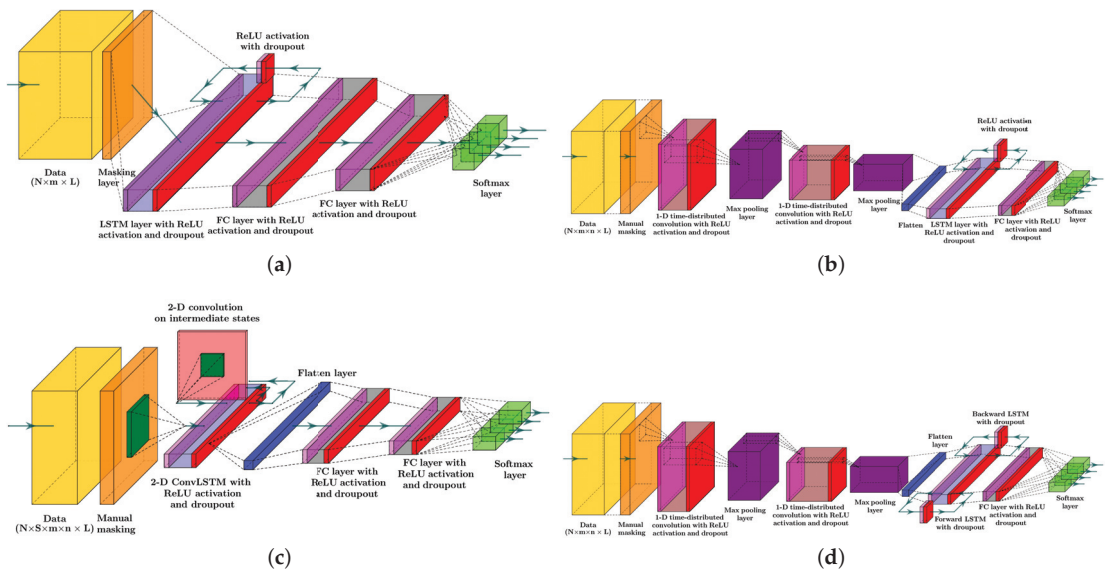 ReLU activation
with droupout
Data
(N×m × L)
Masking
layer
LSTM layer with ReLU
activation and droupout
FC layer with ReLU
activation and droupout
FC layer with ReLU
activation and droupout
Softmax
layer
(a)
ReLU activation
with droupout
Data
(N×m×n × L)
Manual
masking
1-D time-distributed
convolution with ReLU
activation and dropout
Max pooling
layer
1-D time-distributed
convolution with ReLU
activation and dropout
Max pooling
layer
Flatten
LSTM layer with
ReLU activation and
droupout
FC layer with ReLU
activation and
droupout
Softmax
layer
(b)
2-D convolution
on intermediate states
Flatten layer
Data
(N×S×m×n × L)
Manual
masking
2-D ConvLSTM with
ReLU activation
and droupout
FC layer with
ReLU activation
and droupout
FC layer with
ReLU activation
and droupout
Softmax
layer
(c)
Backward LSTM
with droupout
Flatten
layer
Data
(N×m×n × L)
Manual
masking
1-D time-distributed
convolution with ReLU
activation and dropout
Max pooling
layer
1-D time-distributed
convolution with ReLU
activation and dropout
Max pooling
layer
Forward LSTM
with droupout
FC layer with ReLU
activation and
droupout
Softmax
layer
(d)